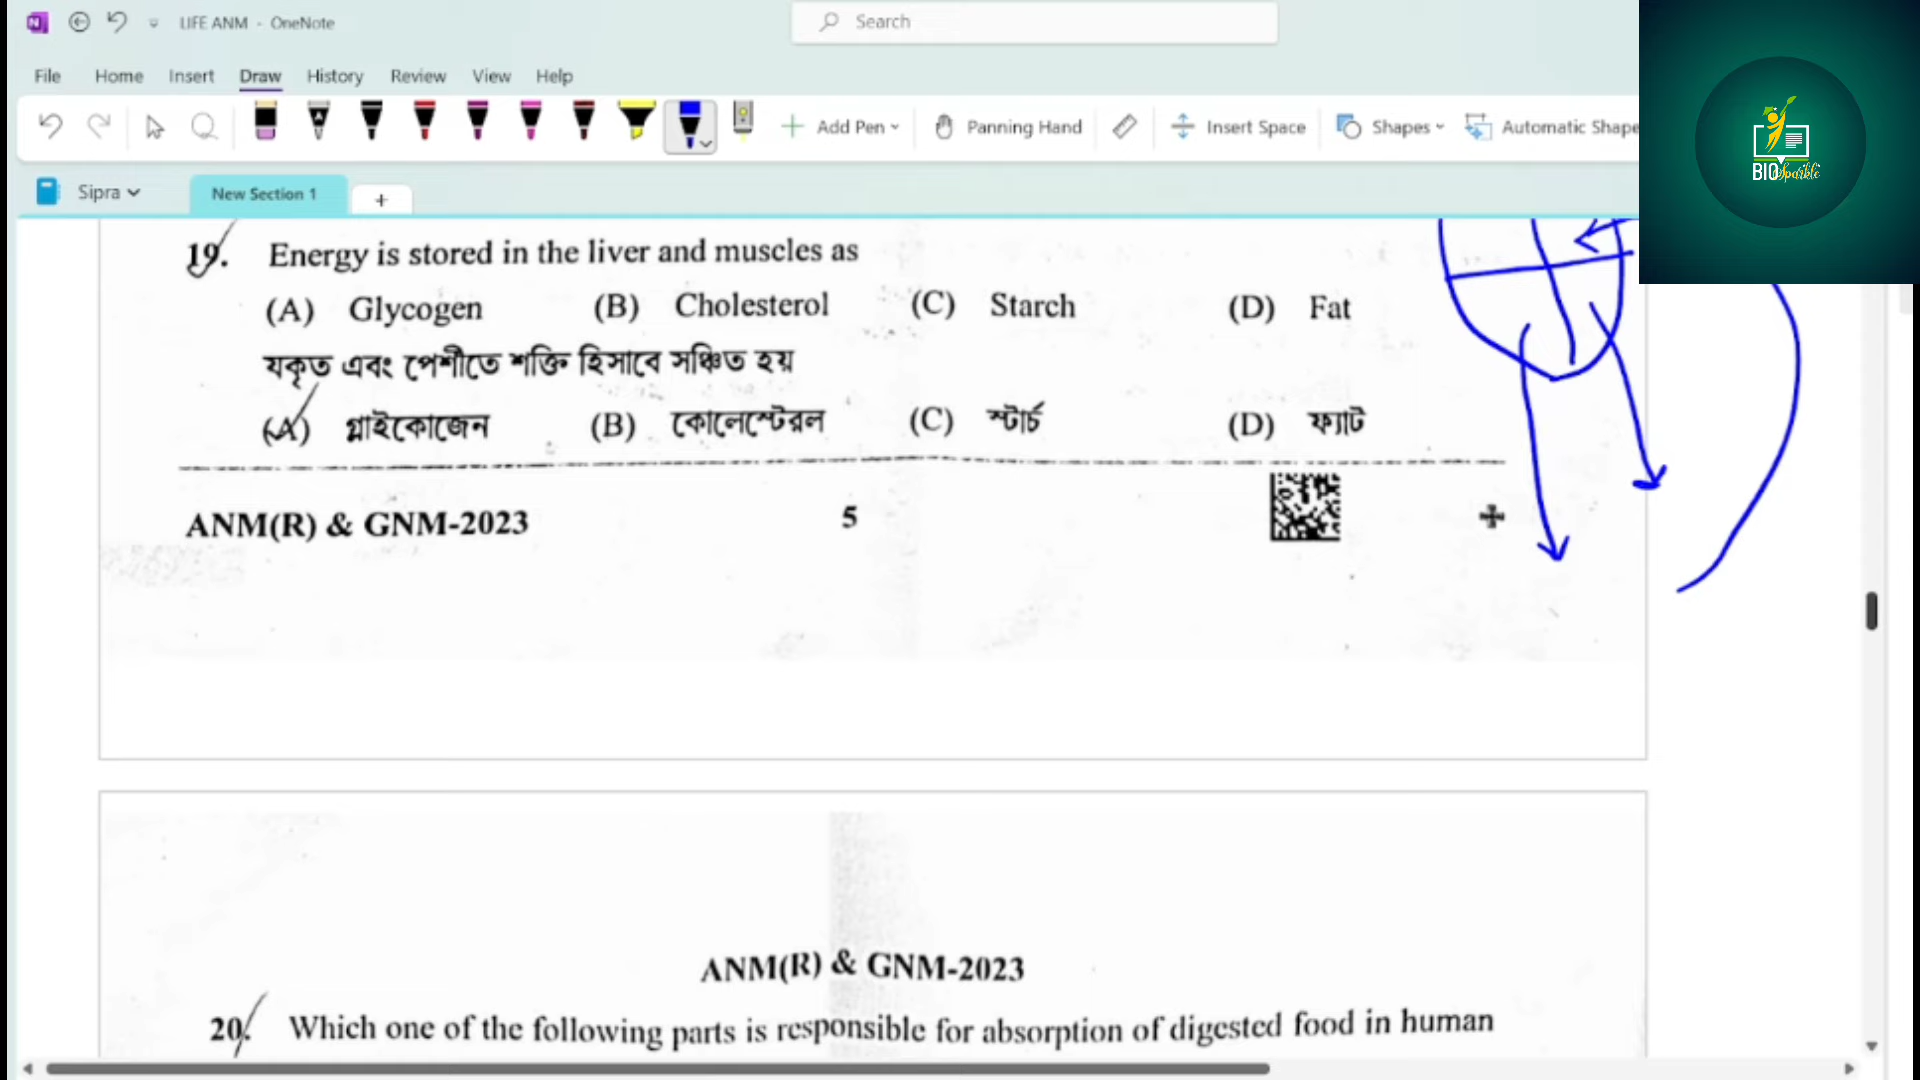 LIFE ANM - OneNote
Search
File Home Insert Draw History Review View Help
Add Pen Panning Hand Insert Space Shapes Automatic Shape
BIO Sparkle
Sipra New Section 1 +
19. Energy is stored in the liver and muscles as
(A) Glycogen (B) Cholesterol (C) Starch (D) Fat
যকৃত এবং পেশীতে শক্তি হিসাবে সঞ্চিত হয়
(A) গ্লাইকোজেন (B) কোলেস্টেরল (C) স্টার্চ (D) ফ্যাট
ANM(R) & GNM-2023 5
ANM(R) & GNM-2023
20. Which one of the following parts is responsible for absorption of digested food in human